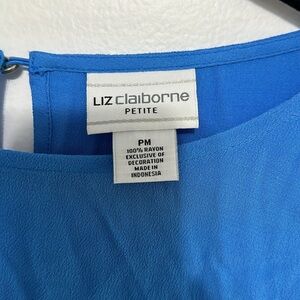 LIZ claiborne
PETITE
PM
100% RAYON
EXCLUSIVE OF
DECORATION
MADE IN
INDONESIA